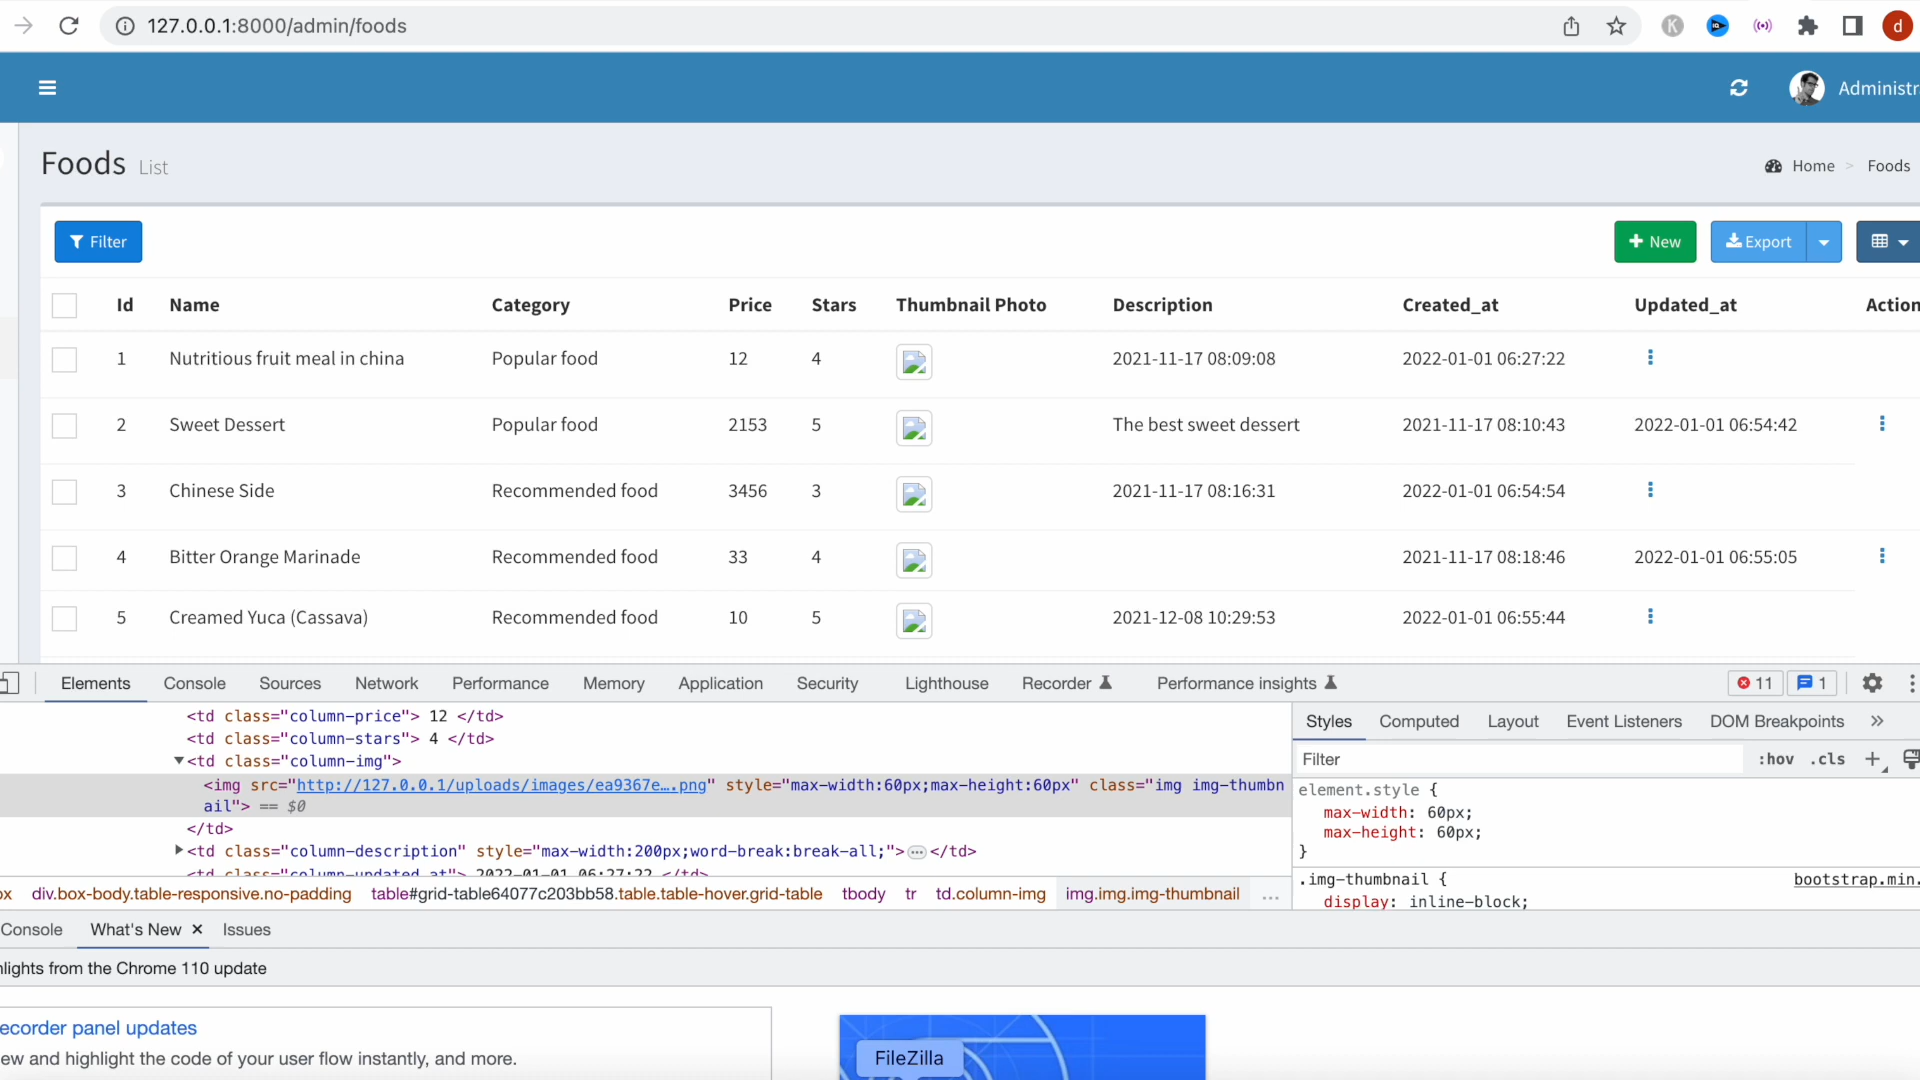 127.0.0.1:8000/admin/foods
K
d
Administra
Foods List
Home > Foods
Filter
New
Export
Id Name Category Price Stars Thumbnail Photo Description Created_at Updated_at Action
1 Nutritious fruit meal in china Popular food 12 4 2021-11-17 08:09:08 2022-01-01 06:27:22
2 Sweet Dessert Popular food 2153 5 The best sweet dessert 2021-11-17 08:10:43 2022-01-01 06:54:42
3 Chinese Side Recommended food 3456 3 2021-11-17 08:16:31 2022-01-01 06:54:54
4 Bitter Orange Marinade Recommended food 33 4 2021-11-17 08:18:46 2022-01-01 06:55:05
5 Creamed Yuca (Cassava) Recommended food 10 5 2021-12-08 10:29:53 2022-01-01 06:55:44
Elements Console Sources Network Performance Memory Application Security Lighthouse Recorder Performance insights 11 1
<td class="column-price"> 12 </td>
<td class="column-stars"> 4 </td>
<td class="column-img">
<img src="http://127.0.0.1/uploads/images/ea9367e….png" style="max-width:60px;max-height:60px" class="img img-thumbn
ail"> == $0
</td>
<td class="column-description" style="max-width:200px;word-break:break-all;">…</td>
<td class="column-updated_at"> 2022-01-01 06:27:22 </td>
ox div.box-body.table-responsive.no-padding table#grid-table64077c203bb58.table.table-hover.grid-table tbody tr td.column-img img.img.img-thumbnail ...
Styles Computed Layout Event Listeners DOM Breakpoints »
Filter :hov .cls +
element.style {
max-width: 60px;
max-height: 60px;
}
.img-thumbnail { bootstrap.min.
display: inline-block;
Console What's New × Issues
hlights from the Chrome 110 update
ecorder panel updates
ew and highlight the code of your user flow instantly, and more.
FileZilla